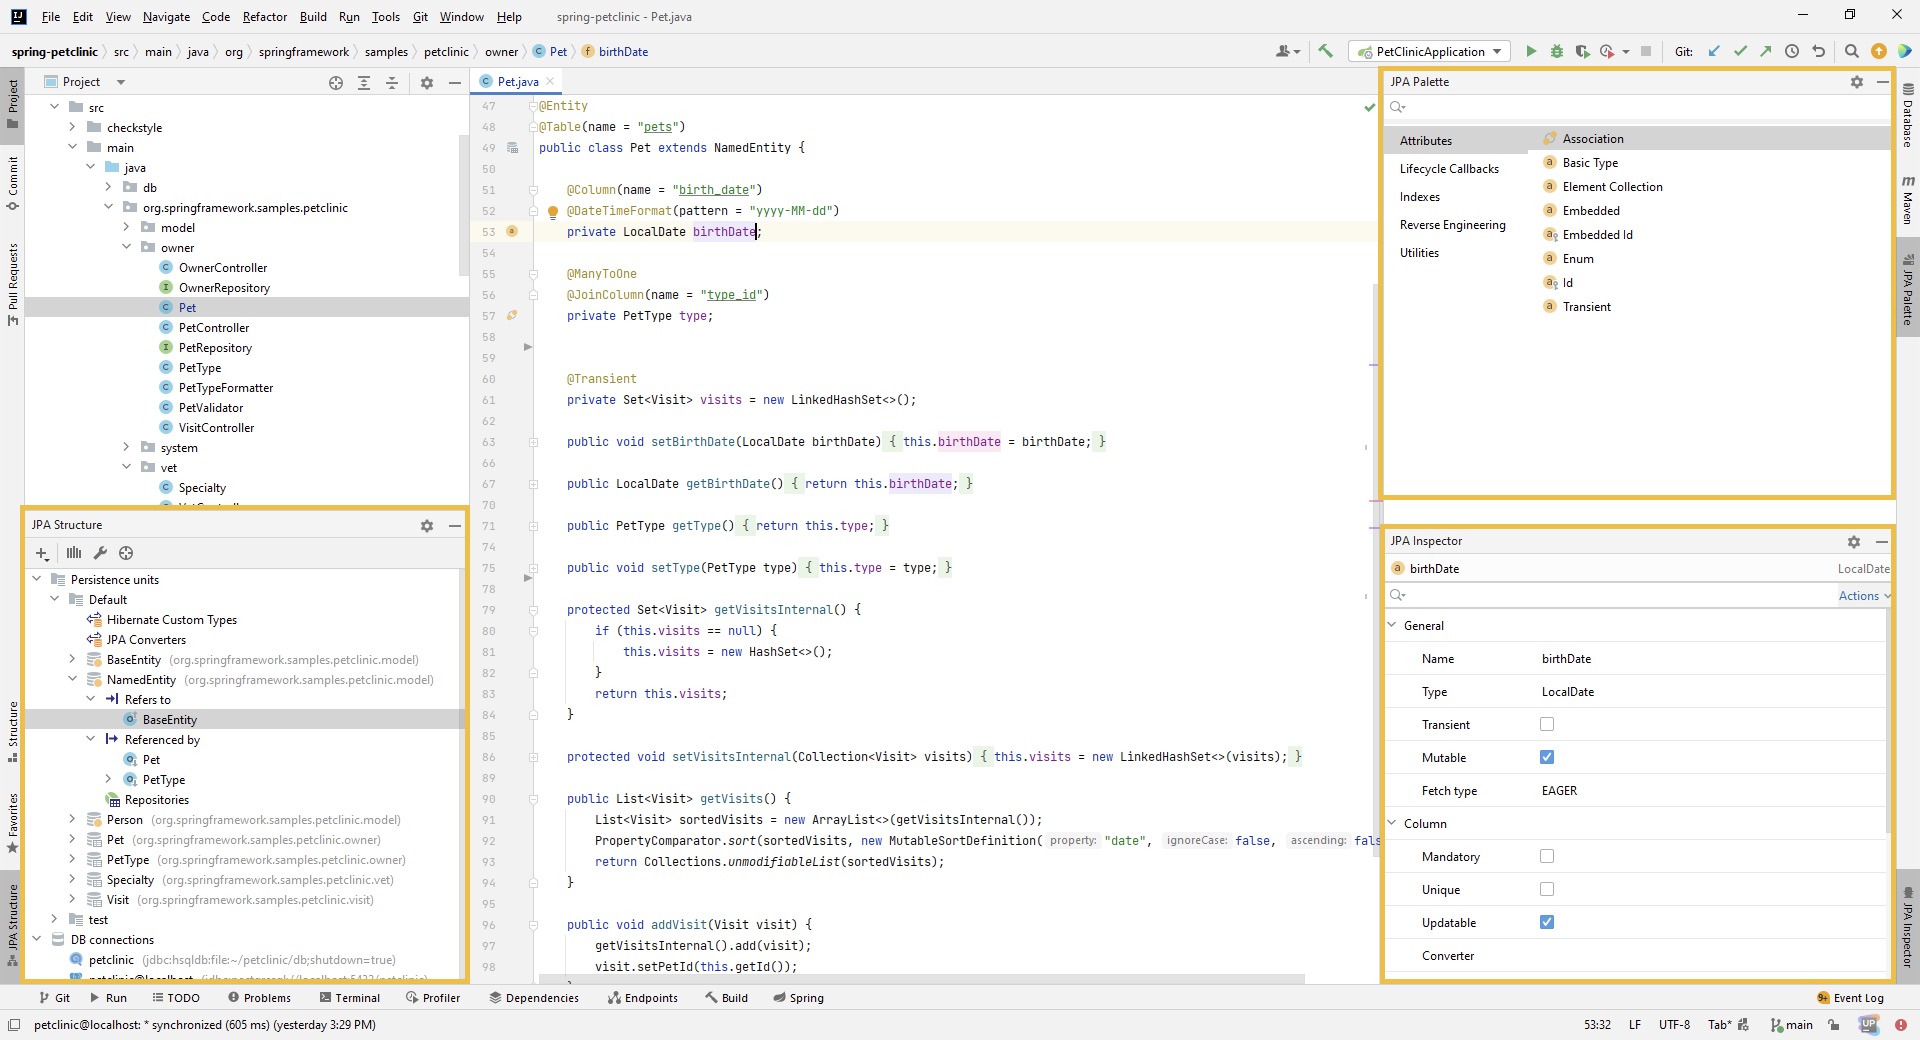 File Edit View Navigate Code Refactor Build Run Tools Git Window Help spring-petclinic - Pet.java
spring-petclinic src main java org springframework samples petclinic owner Pet birthDate
PetClinicApplication Git:
Project
Commit
Pull Requests
Structure
Favorites
JPA Structure
Project
src
checkstyle
main
java
db
org.springframework.samples.petclinic
model
owner
OwnerController
OwnerRepository
Pet
PetController
PetRepository
PetType
PetTypeFormatter
PetValidator
VisitController
system
vet
Specialty
JPA Structure
Persistence units
Default
Hibernate Custom Types
JPA Converters
BaseEntity (org.springframework.samples.petclinic.model)
NamedEntity (org.springframework.samples.petclinic.model)
Refers to
BaseEntity
Referenced by
Pet
PetType
Repositories
Person (org.springframework.samples.petclinic.model)
Pet (org.springframework.samples.petclinic.owner)
PetType (org.springframework.samples.petclinic.owner)
Specialty (org.springframework.samples.petclinic.vet)
Visit (org.springframework.samples.petclinic.visit)
test
DB connections
petclinic (jdbc:hsqldb:file:~/petclinic/db;shutdown=true)
Pet.java
47 @Entity
48 @Table(name = "pets")
49 public class Pet extends NamedEntity {
50
51 @Column(name = "birth_date")
52 @DateTimeFormat(pattern = "yyyy-MM-dd")
53 private LocalDate birthDate;
54
55 @ManyToOne
56 @JoinColumn(name = "type_id")
57 private PetType type;
58
59
60 @Transient
61 private Set<Visit> visits = new LinkedHashSet<>();
62
63 public void setBirthDate(LocalDate birthDate) { this.birthDate = birthDate; }
66
67 public LocalDate getBirthDate() { return this.birthDate; }
70
71 public PetType getType() { return this.type; }
74
75 public void setType(PetType type) { this.type = type; }
78
79 protected Set<Visit> getVisitsInternal() {
80 if (this.visits == null) {
81 this.visits = new HashSet<>();
82 }
83 return this.visits;
84 }
85
86 protected void setVisitsInternal(Collection<Visit> visits) { this.visits = new LinkedHashSet<>(visits); }
89
90 public List<Visit> getVisits() {
91 List<Visit> sortedVisits = new ArrayList<>(getVisitsInternal());
92 PropertyComparator.sort(sortedVisits, new MutableSortDefinition( property: "date", ignoreCase: false, ascending: fals
93 return Collections.unmodifiableList(sortedVisits);
94 }
95
96 public void addVisit(Visit visit) {
97 getVisitsInternal().add(visit);
98 visit.setPetId(this.getId());
JPA Palette
Attributes
Lifecycle Callbacks
Indexes
Reverse Engineering
Utilities
Association
Basic Type
Element Collection
Embedded
Embedded Id
Enum
Id
Transient
JPA Inspector
birthDate LocalDate
Actions
General
Name birthDate
Type LocalDate
Transient
Mutable
Fetch type EAGER
Column
Mandatory
Unique
Updatable
Converter
Database
Maven
JPA Palette
JPA Inspector
Git Run TODO Problems Terminal Profiler Dependencies Endpoints Build Spring 9+ Event Log
petclinic@localhost: * synchronized (605 ms) (yesterday 3:29 PM) 53:32 LF UTF-8 Tab* main UP